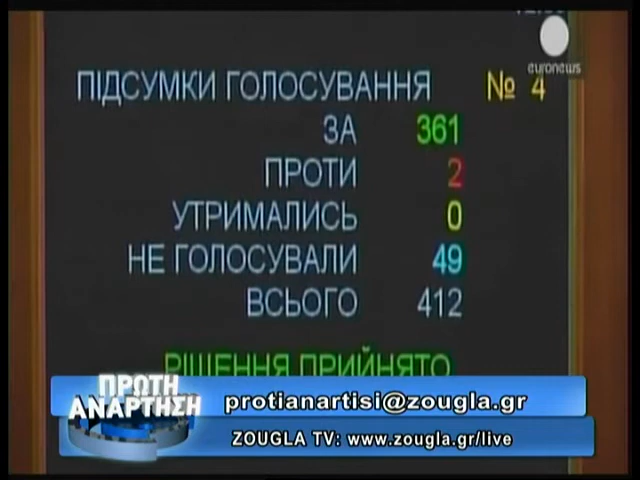 euronews
ПІДСУМКИ ГОЛОСУВАННЯ № 4
ЗА 361
ПРОТИ 2
УТРИМАЛИСЬ 0
НЕ ГОЛОСУВАЛИ 49
ВСЬОГО 412
РІШЕННЯ ПРИЙНЯТО
ΠΡΩΤΗ
ΑΝΑΡΤΗΣΗ
protianartisi@zougla.gr
ZOUGLA TV: www.zougla.gr/live